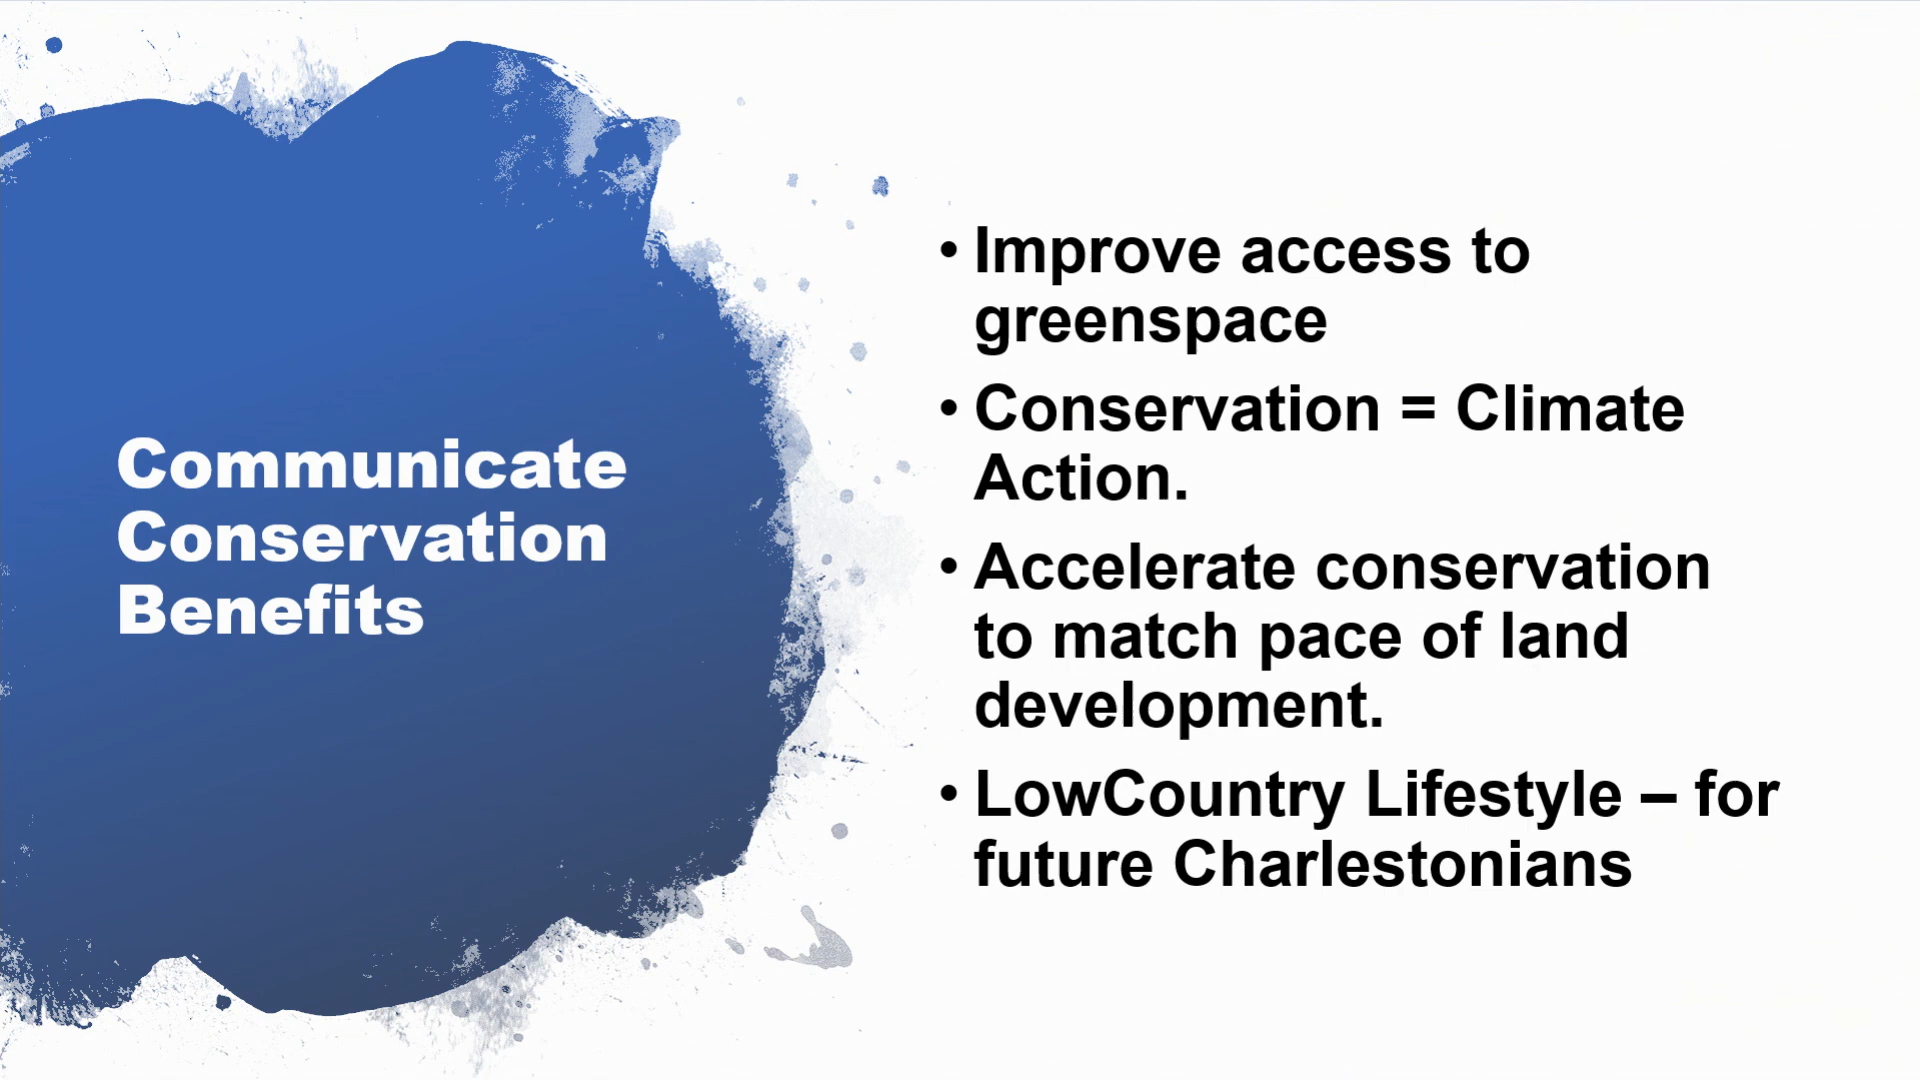 Communicate
Conservation
Benefits
• Improve access to
greenspace
• Conservation = Climate
Action.
• Accelerate conservation
to match pace of land
development.
• LowCountry Lifestyle – for
future Charlestonians